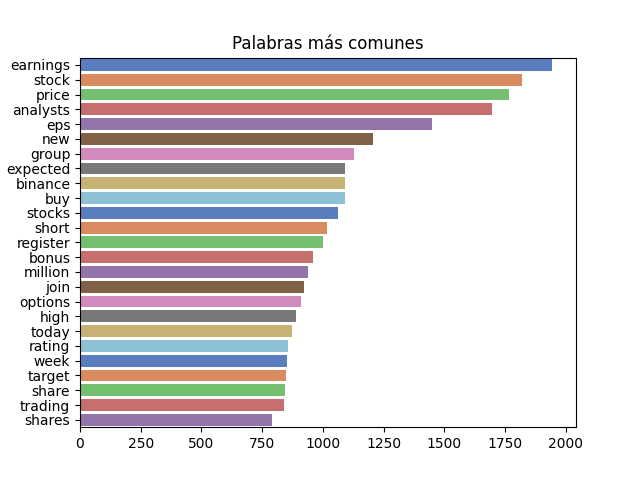 Palabras más comunes
earnings
stock
price
analysts
eps
new
group
expected
binance
buy
stocks
short
register
bonus
million
join
options
high
today
rating
week
target
share
trading
shares
0 250 500 750 1000 1250 1500 1750 2000